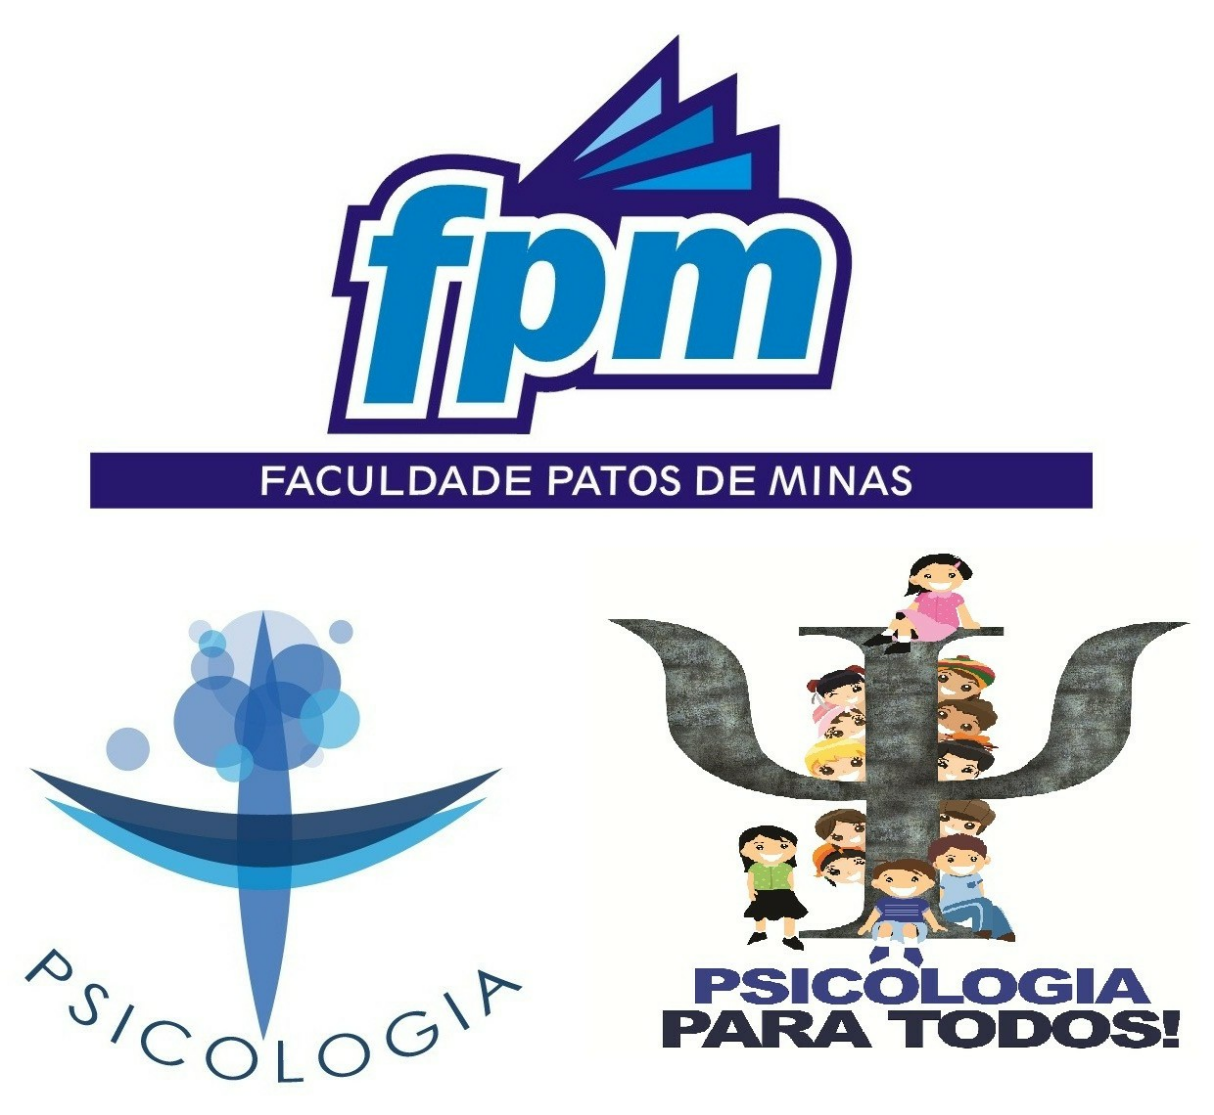 fpm
FACULDADE PATOS DE MINAS
PSICOLOGIA
PSICOLOGIA
PARA TODOS!